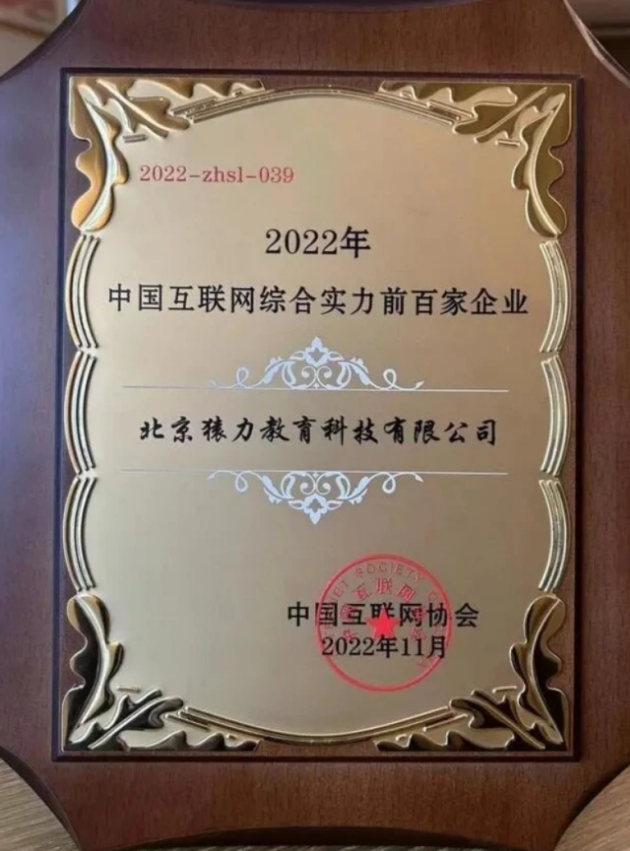 2022-zhsl-039
2022年
中国互联网综合实力前百家企业
北京猿力教育科技有限公司
中国互联网协会
2022年11月